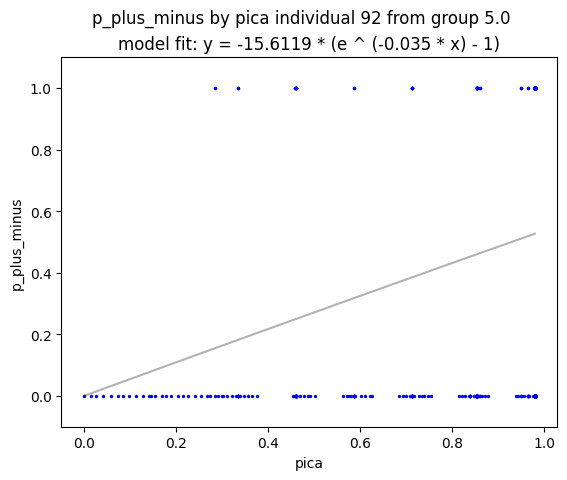 p_plus_minus by pica individual 92 from group 5.0
model fit: y = -15.6119 * (e ^ (-0.035 * x) - 1)
1.0
0.8
0.6
0.4
0.2
0.0
p_plus_minus
0.0 0.2 0.4 0.6 0.8 1.0
pica